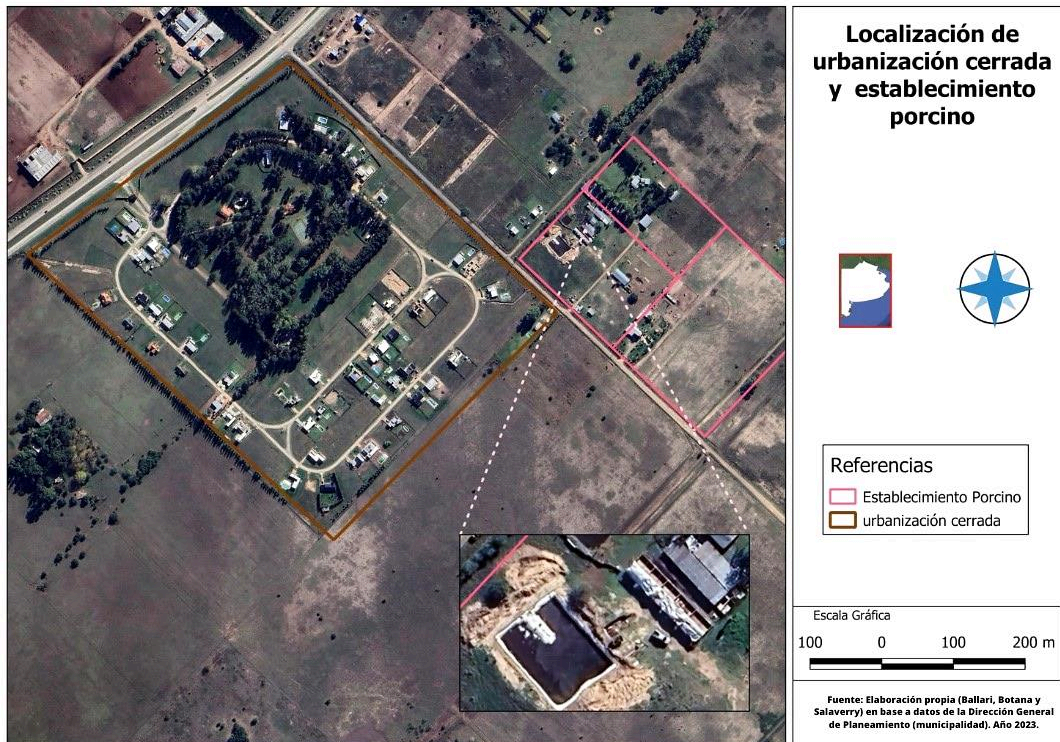 Localización de
urbanización cerrada
y establecimiento
porcino
Referencias
Establecimiento Porcino
urbanización cerrada
Escala Gráfica
100 0 100 200 m
Fuente: Elaboración propia (Ballari, Botana y
Salaverry) en base a datos de la Dirección General
de Planeamiento (municipalidad). Año 2023.